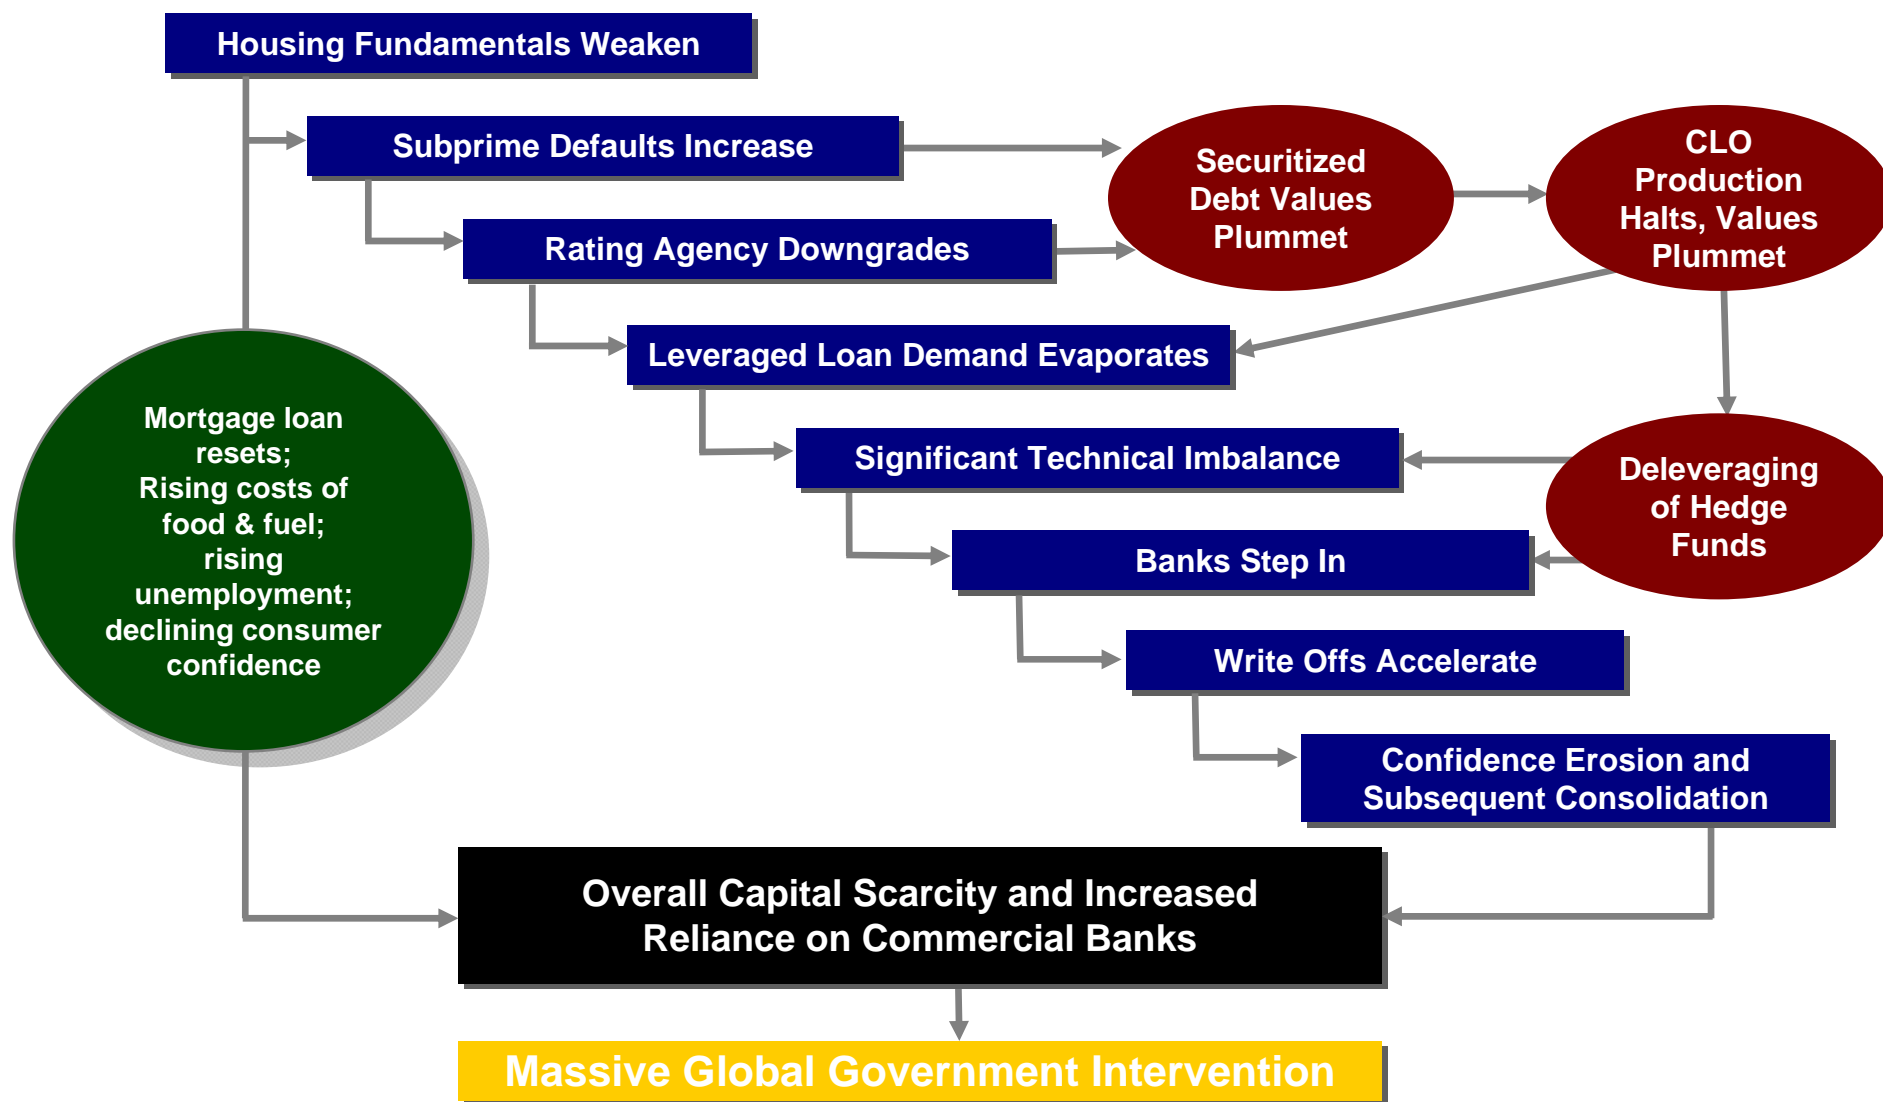 Housing Fundamentals Weaken
Subprime Defaults Increase
Securitized
Debt Values
Plummet
CLO
Production
Halts, Values
Plummet
Rating Agency Downgrades
Leveraged Loan Demand Evaporates
Mortgage loan
resets;
Rising costs of
food & fuel;
rising
unemployment;
declining consumer
confidence
Significant Technical Imbalance
Deleveraging
of Hedge
Funds
Banks Step In
Write Offs Accelerate
Confidence Erosion and
Subsequent Consolidation
Overall Capital Scarcity and Increased
Reliance on Commercial Banks
Massive Global Government Intervention